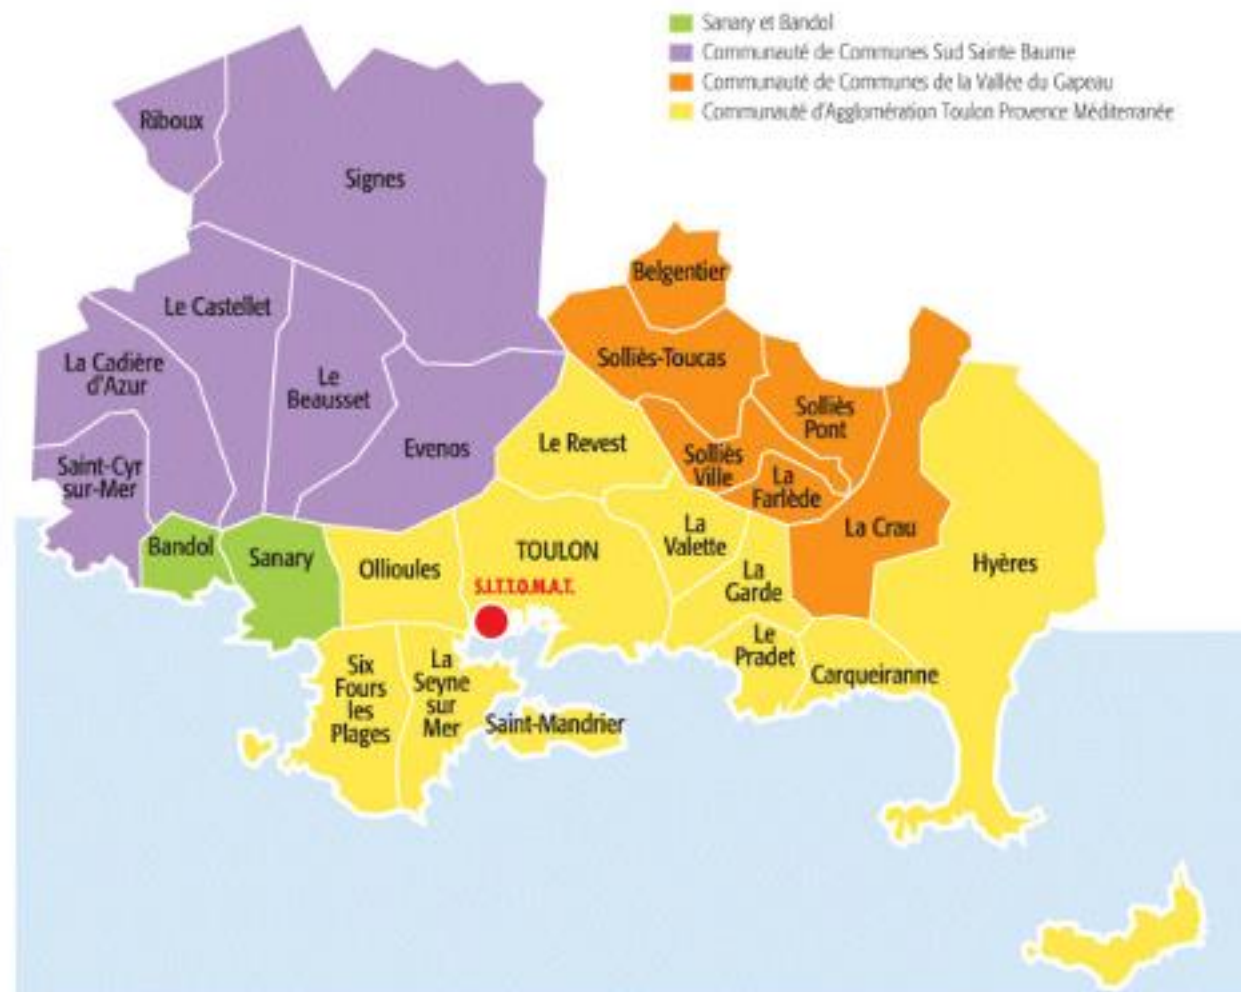 Sanary et Bandol
Communauté de Communes Sud Sainte Baume
Communauté de Communes de la Vallée du Gapeau
Communauté d'Agglomération Toulon Provence Méditerranée
Riboux
Signes
Belgentier
Le Castellet
La Cadière
d'Azur
Le
Beausset
Solliès-Toucas
Solliès
Pont
Evenos
Le Revest
Solliès
Ville
La
Farlède
Saint-Cyr
sur-Mer
La Crau
Bandol
Sanary
Ollioules
TOULON
La
Valette
Hyères
La
Garde
S.I.T.T.O.M.A.T.
Le
Pradet
Carqueiranne
Six
Fours
les
Plages
La
Seyne
sur
Mer
Saint-Mandrier